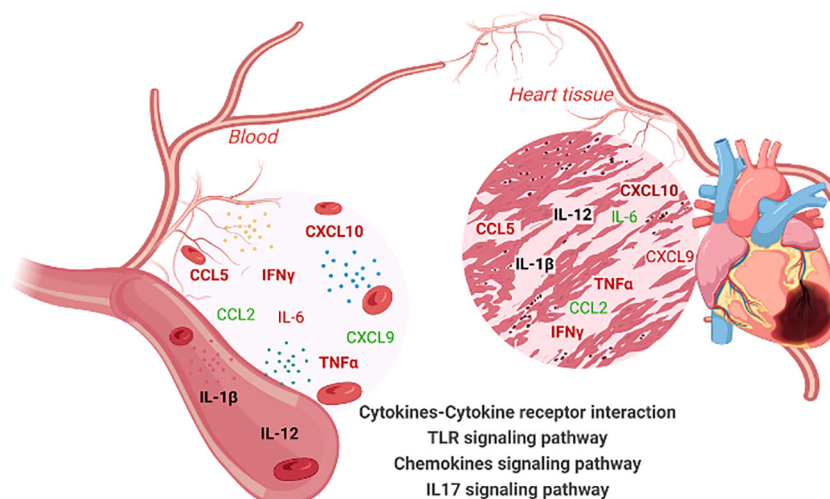 Blood
Heart tissue
CXCL10
CCL5
IFNγ
CCL2
IL-6
CXCL9
TNFα
IL-1β
IL-12
CXCL10
IL-12
IL-6
CCL5
IL-1β
CXCL9
TNFα
CCL2
IFNγ
Cytokines-Cytokine receptor interaction
TLR signaling pathway
Chemokines signaling pathway
IL17 signaling pathway